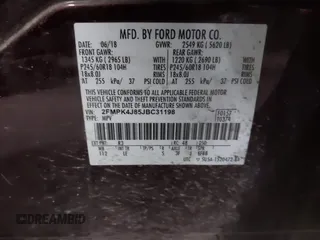 MFD. BY FORD MOTOR CO.
DATE: 06/18 GVWR: 2549 KG ( 5620 LB)
FRONT GAWR: REAR GAWR:
1345 KG ( 2965 LB) 1220 KG ( 2690 LB)
P245/60R18 104H P245/60R18 104H
18x8.0J 18x8.0J
AT 255 kPa/ 37 PSI COLD AT 255 kPa/ 37 PSI COLD
THIS VEHICLE CONFORMS TO ALL APPLICABLE FEDERAL MOTOR
VEHICLE SAFETY AND THEFT PREVENTION STANDARDS IN EFFECT ON
THE DATE OF MANUFACTURE SHOWN ABOVE.
VIN: 2FMPK4J85JBC31198
TYPE: MPV
DREAMBID